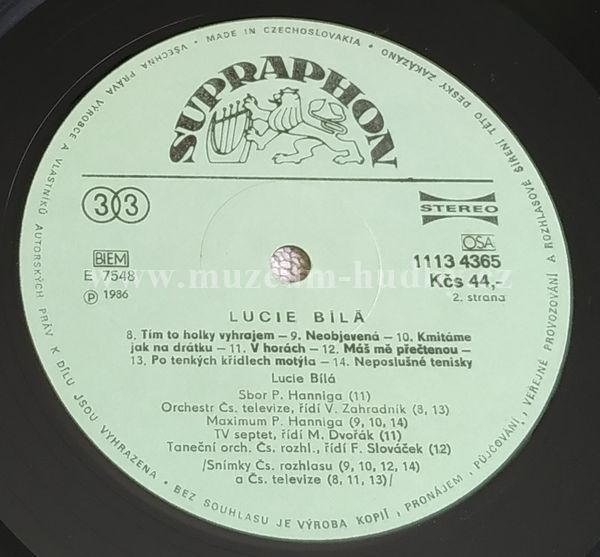 VŠECHNA PRÁVA VÝROBCE A VLASTNÍKŮ AUTORSKÝCH PRÁV K DÍLU JSOU VYHRAZENA • BEZ SOUHLASU JE VÝROBA KOPIÍ, PRONÁJEM, PŮJČOVÁNÍ, VEŘEJNÉ PROVOZOVÁNÍ A ROZHLASOVÉ ŠÍŘENÍ TÉTO DESKY ZAKÁZÁNO • MADE IN CZECHOSLOVAKIA •
SUPRAPHON
33
STEREO
BIEM
OSA
E 7548
1113 4365
Ⓟ 1986
Kčs 44,-
www.muzeum-hudby.cz
2. strana
LUCIE BÍLÁ
8. Tím to holky vyhrajem – 9. Neobjevená – 10. Kmitáme
jak na drátku – 11. V horách – 12. Máš mě přečtenou –
13. Po tenkých křídlech motýla – 14. Neposlušné tenisky
Lucie Bílá
Sbor P. Hanniga (11)
Orchestr Čs. televize, řídí V. Zahradník (8, 13)
Maximum P. Hanniga (9, 10, 14)
TV septet, řídí M. Dvořák (11)
Taneční orch. Čs. rozhl., řídí F. Slováček (12)
/Snímky Čs. rozhlasu (9, 10, 12, 14)
a Čs. televize (8, 11, 13)/